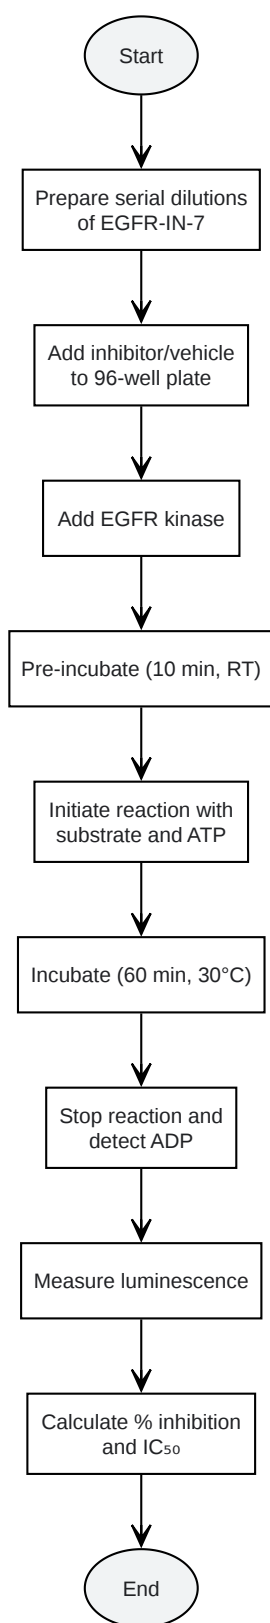 Start
Prepare serial dilutions
of EGFR-IN-7
Add inhibitor/vehicle
to 96-well plate
Add EGFR kinase
Pre-incubate (10 min, RT)
Initiate reaction with
substrate and ATP
Incubate (60 min, 30°C)
Stop reaction and
detect ADP
Measure luminescence
Calculate % inhibition
and IC₅₀
End